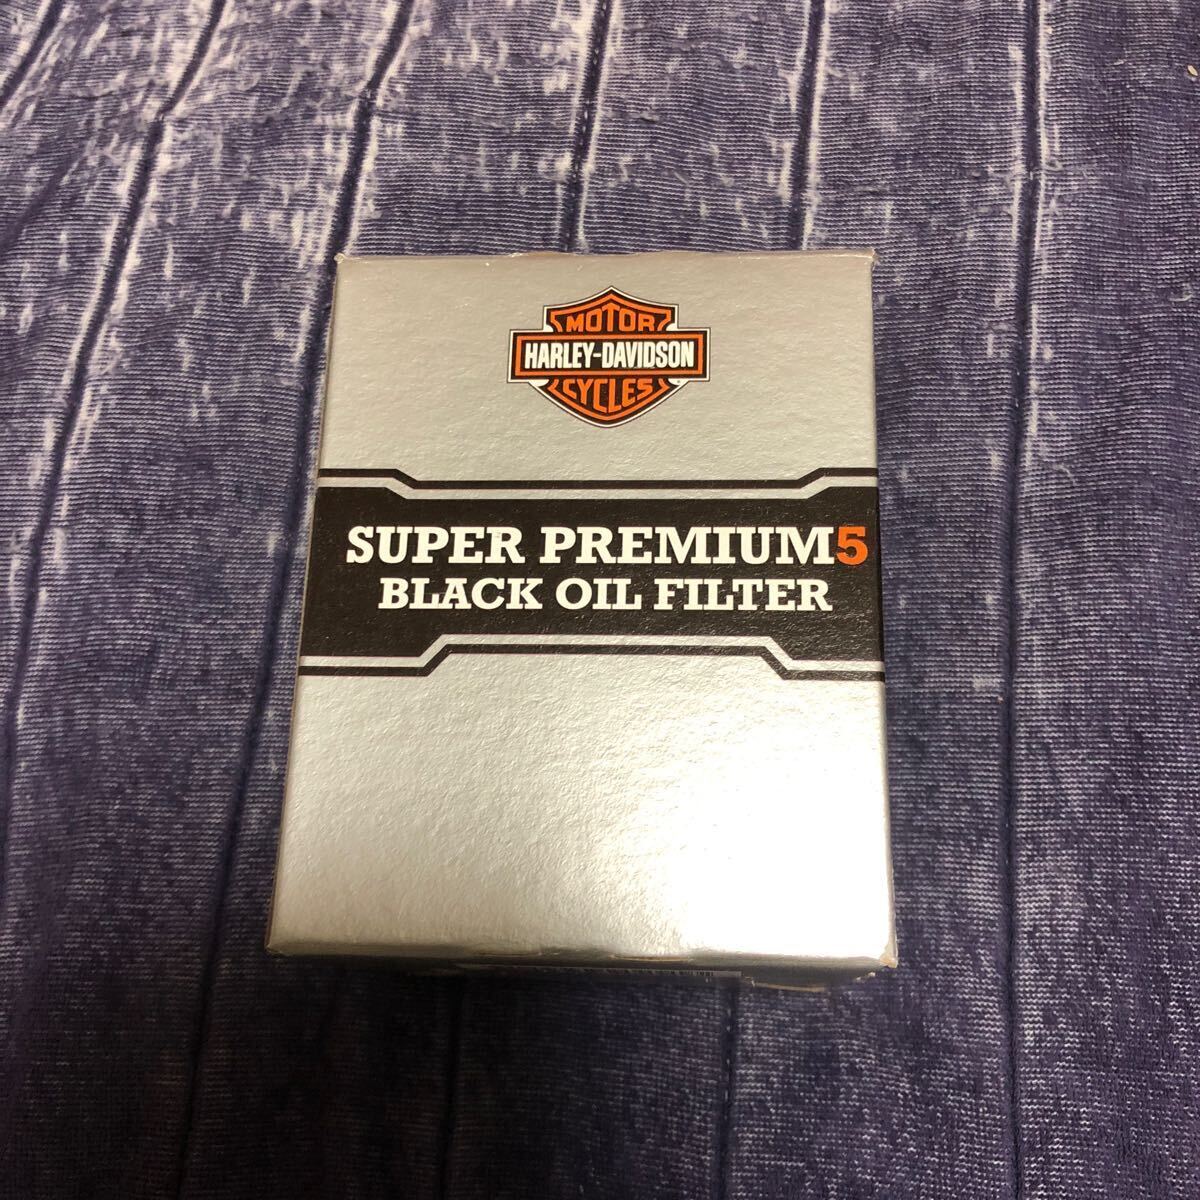 MOTOR
HARLEY-DAVIDSON
CYCLES
SUPER PREMIUM5
BLACK OIL FILTER